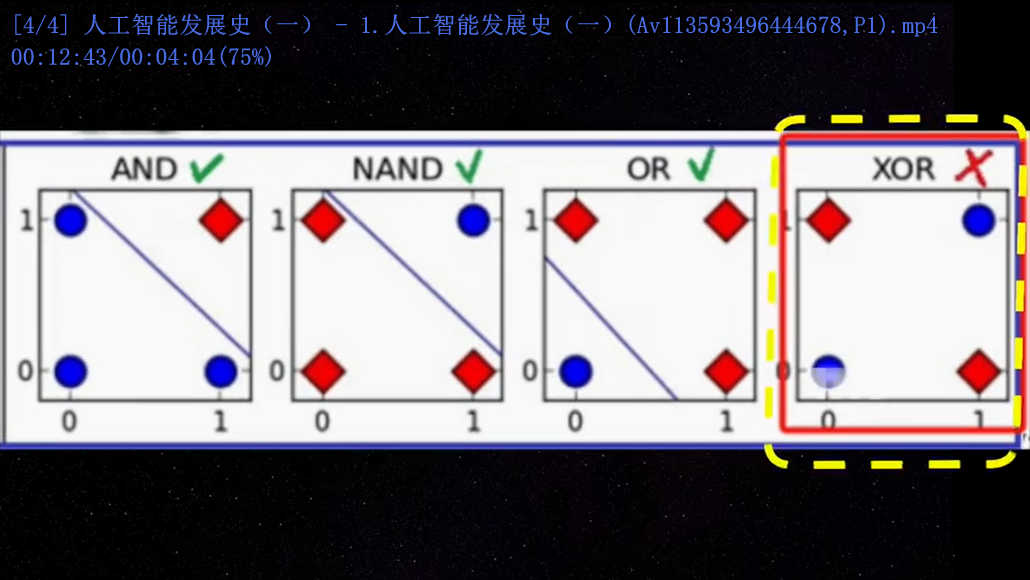 [4/4] 人工智能发展史（一） - 1.人工智能发展史（一）(Av113593496444678,P1).mp4
00:12:43/00:04:04(75%)
AND NAND OR XOR
1 1 1 1
0 0 0 0
0 1 0 1 0 1 0 1